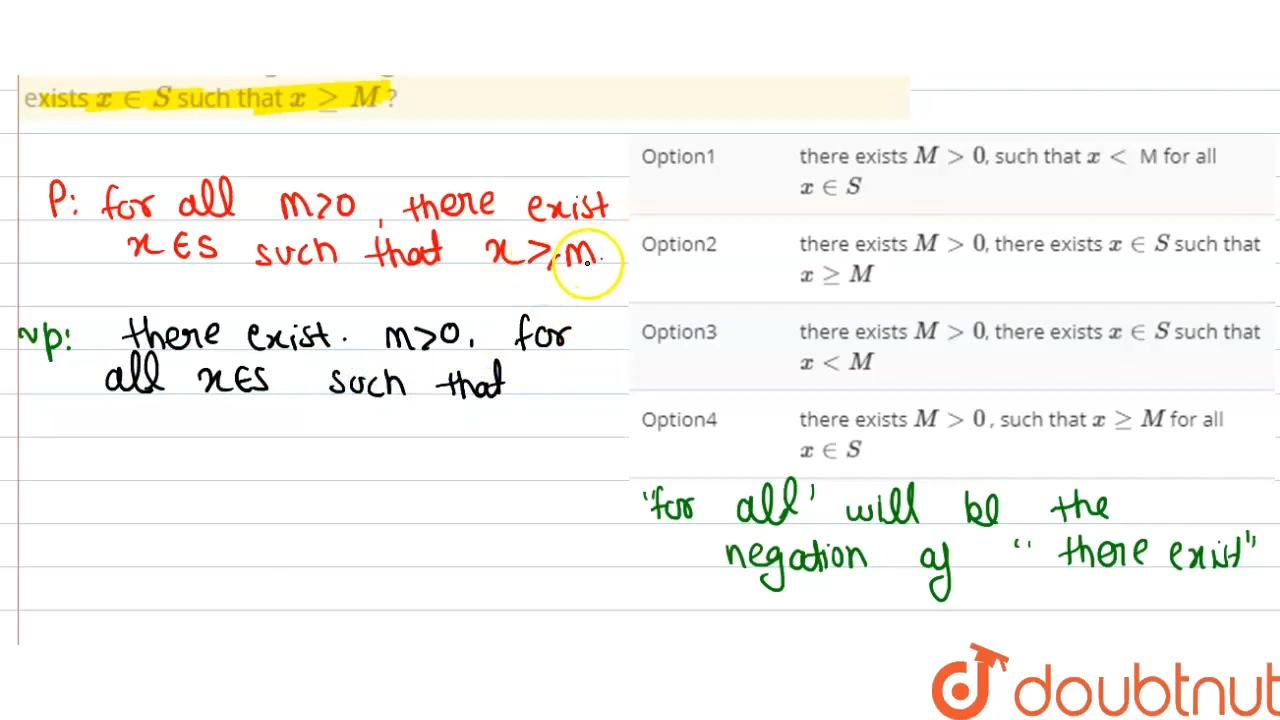 exists x ∈ S such that x ≥ M ?
P: for all m>0, there exist
x ∈ S such that x ≥ m.
~p: there exist. m>0, for
all x∈S such that
Option1 there exists M > 0, such that x < M for all
x ∈ S
Option2 there exists M > 0, there exists x ∈ S such that
x ≥ M
Option3 there exists M > 0, there exists x ∈ S such that
x < M
Option4 there exists M > 0 , such that x ≥ M for all
x ∈ S
"for all' will be the
negation of "there exist"
doubtnut